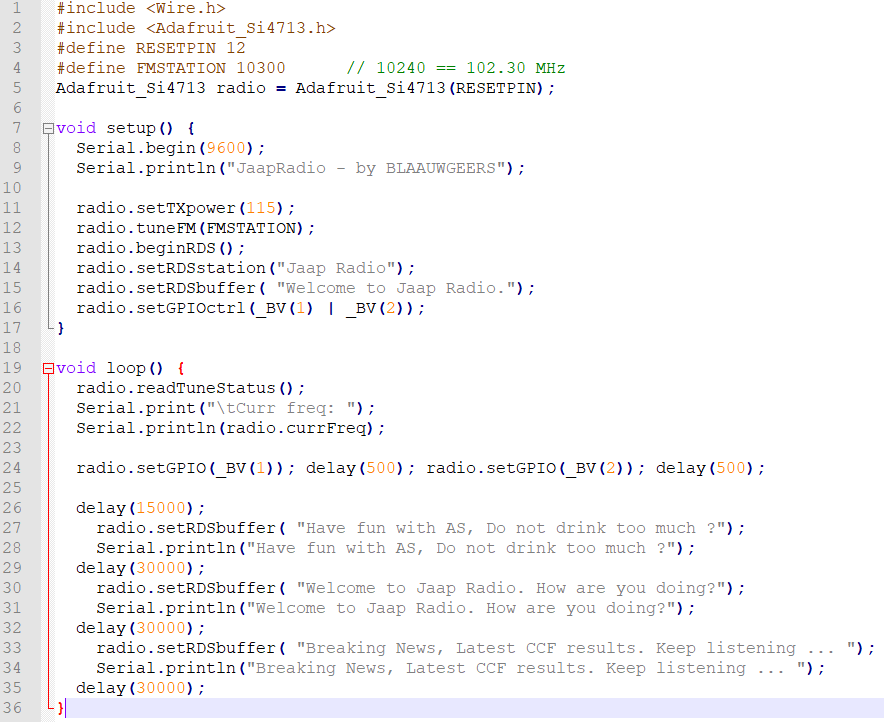 1 #include <Wire.h>
2 #include <Adafruit_Si4713.h>
3 #define RESETPIN 12
4 #define FMSTATION 10300      // 10240 == 102.30 MHz
5 Adafruit_Si4713 radio = Adafruit_Si4713(RESETPIN);
6
7 void setup() {
8   Serial.begin(9600);
9   Serial.println("JaapRadio - by BLAAUWGEERS");
10
11   radio.setTXpower(115);
12   radio.tuneFM(FMSTATION);
13   radio.beginRDS();
14   radio.setRDSstation("Jaap Radio");
15   radio.setRDSbuffer( "Welcome to Jaap Radio.");
16   radio.setGPIOctrl(_BV(1) | _BV(2));
17 }
18
19 void loop() {
20   radio.readTuneStatus();
21   Serial.print("\tCurr freq: ");
22   Serial.println(radio.currFreq);
23
24   radio.setGPIO(_BV(1)); delay(500); radio.setGPIO(_BV(2)); delay(500);
25
26   delay(15000);
27     radio.setRDSbuffer( "Have fun with AS, Do not drink too much ?");
28     Serial.println("Have fun with AS, Do not drink too much ?");
29   delay(30000);
30     radio.setRDSbuffer( "Welcome to Jaap Radio. How are you doing?");
31     Serial.println("Welcome to Jaap Radio. How are you doing?");
32   delay(30000);
33     radio.setRDSbuffer( "Breaking News, Latest CCF results. Keep listening ... ");
34     Serial.println("Breaking News, Latest CCF results. Keep listening ... ");
35   delay(30000);
36 }